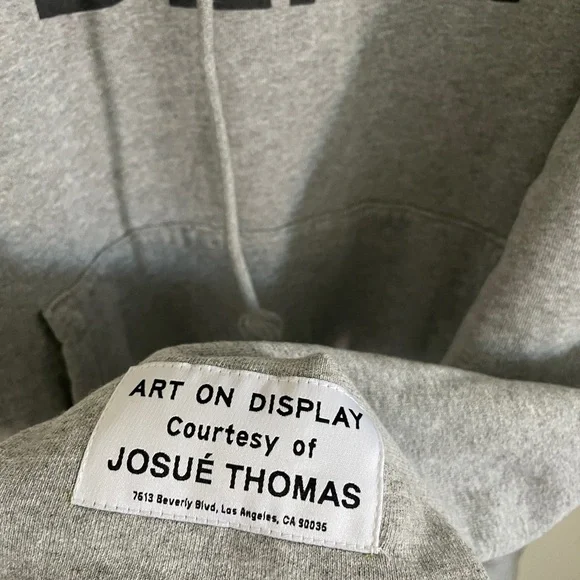 ART ON DISPLAY
Courtesy of
JOSUÉ THOMAS
7613 Beverly Blvd, Los Angeles, CA 90036